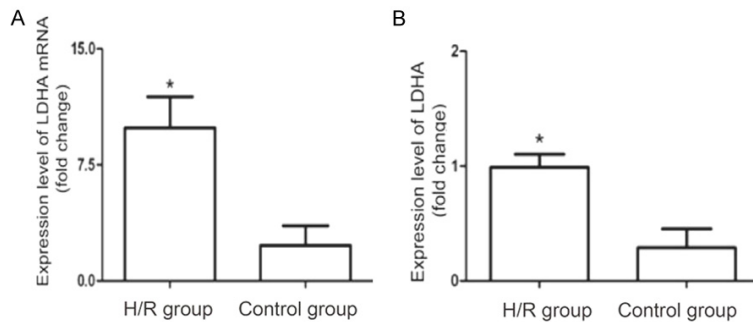 A
Expression level of LDHA mRNA
(fold change)
15.0
7.5
0.0
*
H/R group
Control group
B
Expression level of LDHA
(fold change)
2
1
0
*
H/R group
Control group